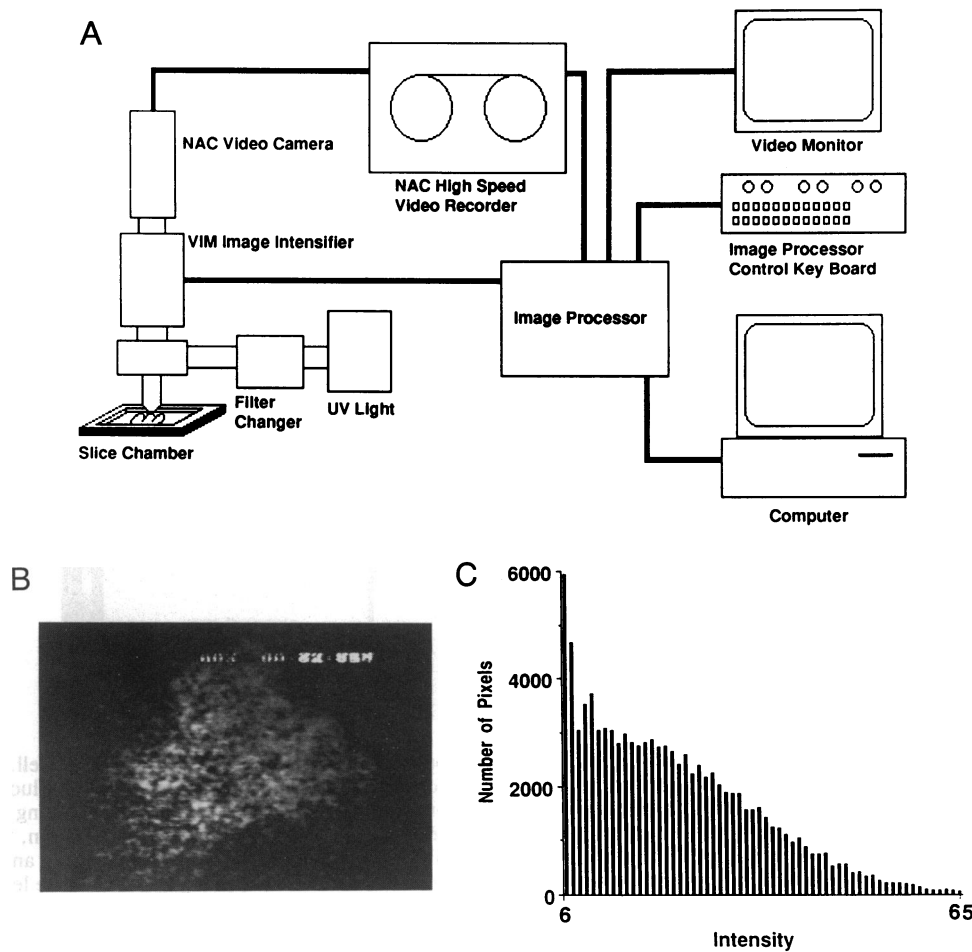 A
NAC Video Camera
NAC High Speed
Video Recorder
Video Monitor
VIM Image Intensifier
Image Processor
Control Key Board
Image Processor
Filter
Changer
UV Light
Slice Chamber
Computer
B
C
6000
4000
2000
0
Number of Pixels
6
65
Intensity